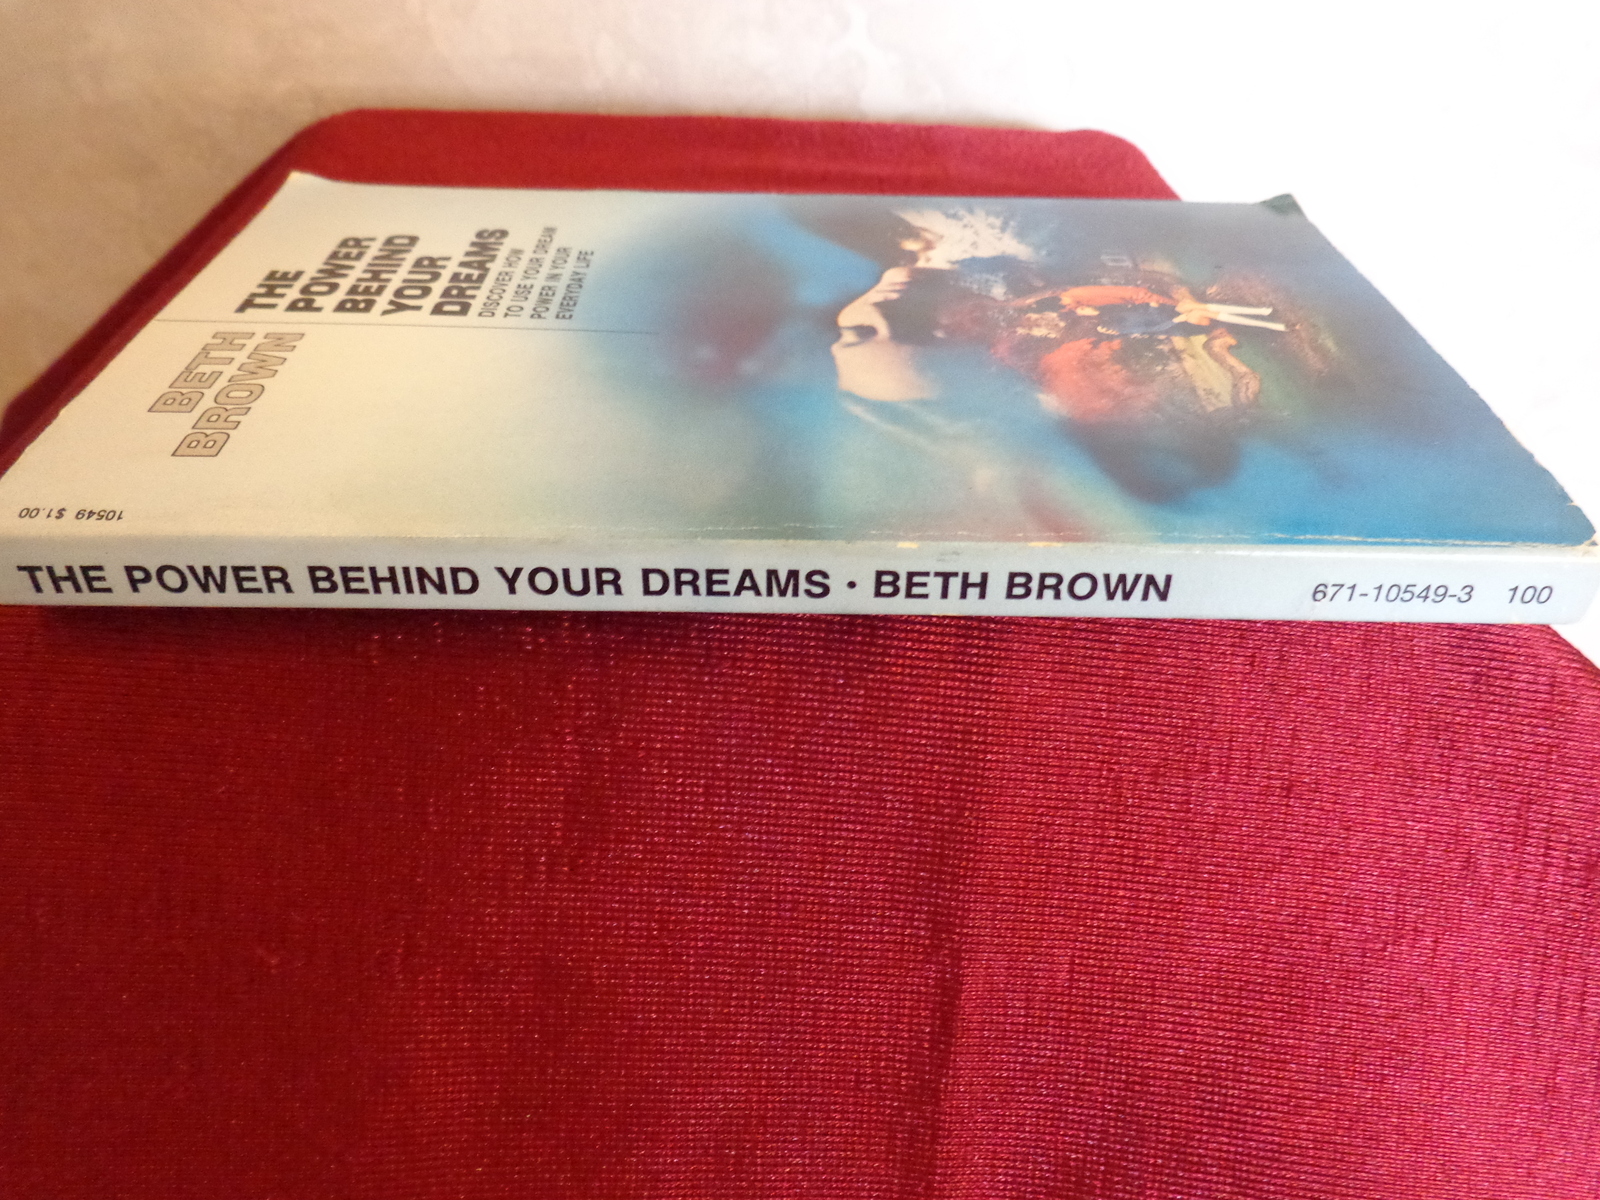 THE
POWER
BEHIND
YOUR
DREAMS
DISCOVER HOW
TO USE YOUR DREAM
POWER IN YOUR
EVERYDAY LIFE
BETH
BROWN
10549 $1.00
THE POWER BEHIND YOUR DREAMS • BETH BROWN 671-10549-3 100